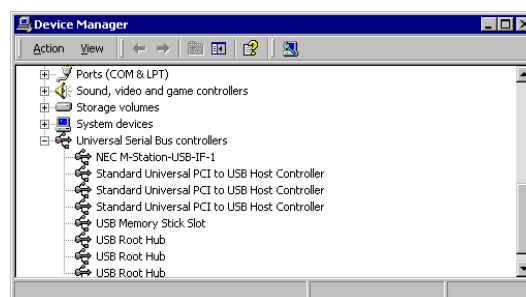 Device Manager
Action View
Ports (COM & LPT)
Sound, video and game controllers
Storage volumes
System devices
Universal Serial Bus controllers
NEC M-Station-USB-IF-1
Standard Universal PCI to USB Host Controller
Standard Universal PCI to USB Host Controller
Standard Universal PCI to USB Host Controller
USB Memory Stick Slot
USB Root Hub
USB Root Hub
USB Root Hub